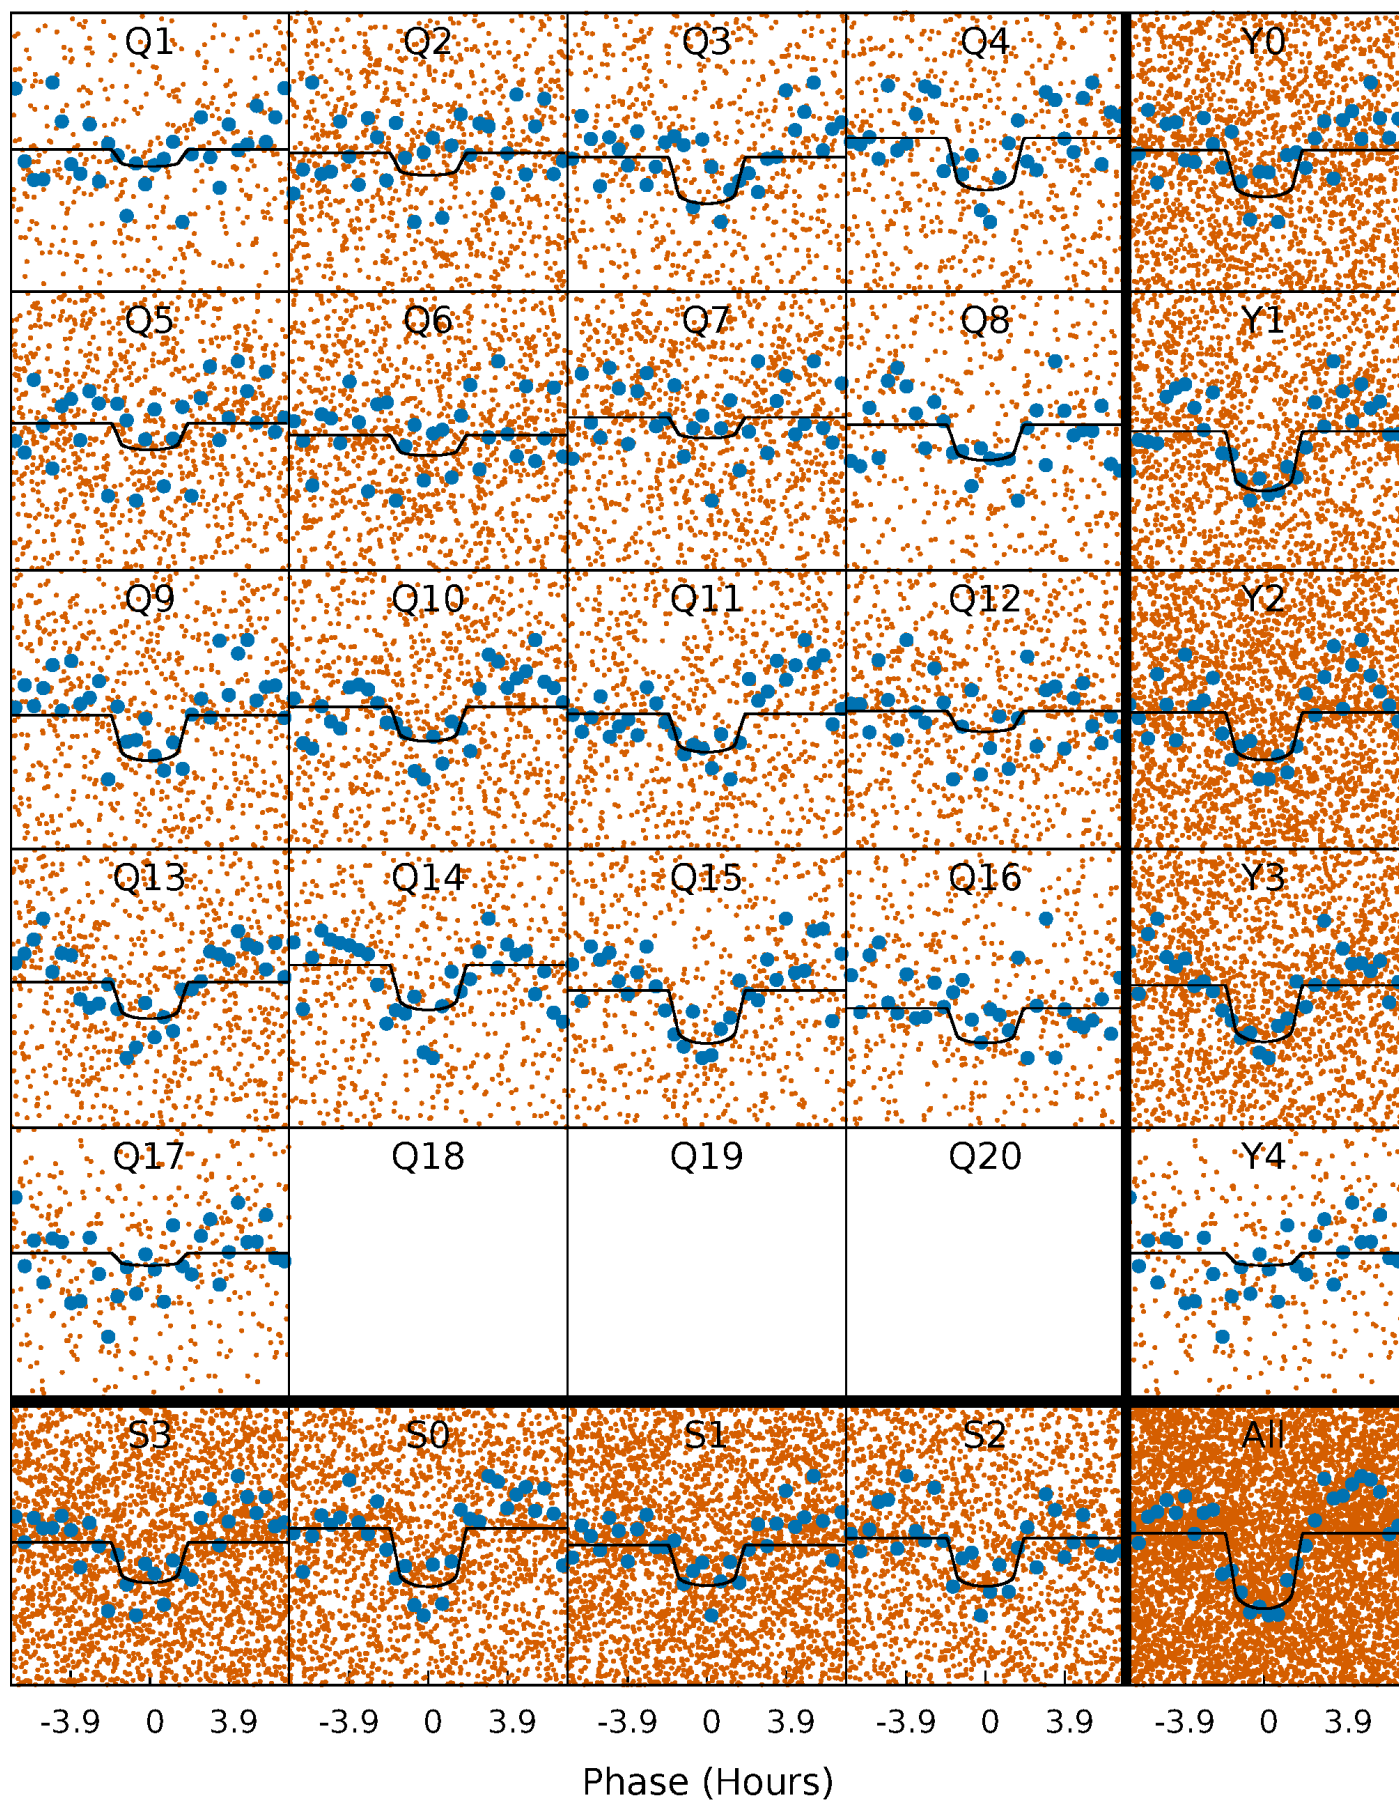 Q1 Q2 Q3 Q4 Y0
Q5 Q6 Q7 Q8 Y1
Q9 Q10 Q11 Q12 Y2
Q13 Q14 Q15 Q16 Y3
Q17 Q18 Q19 Q20 Y4
S3 S0 S1 S2 All
-3.9 0 3.9 -3.9 0 3.9 -3.9 0 3.9 -3.9 0 3.9 -3.9 0 3.9
Phase (Hours)